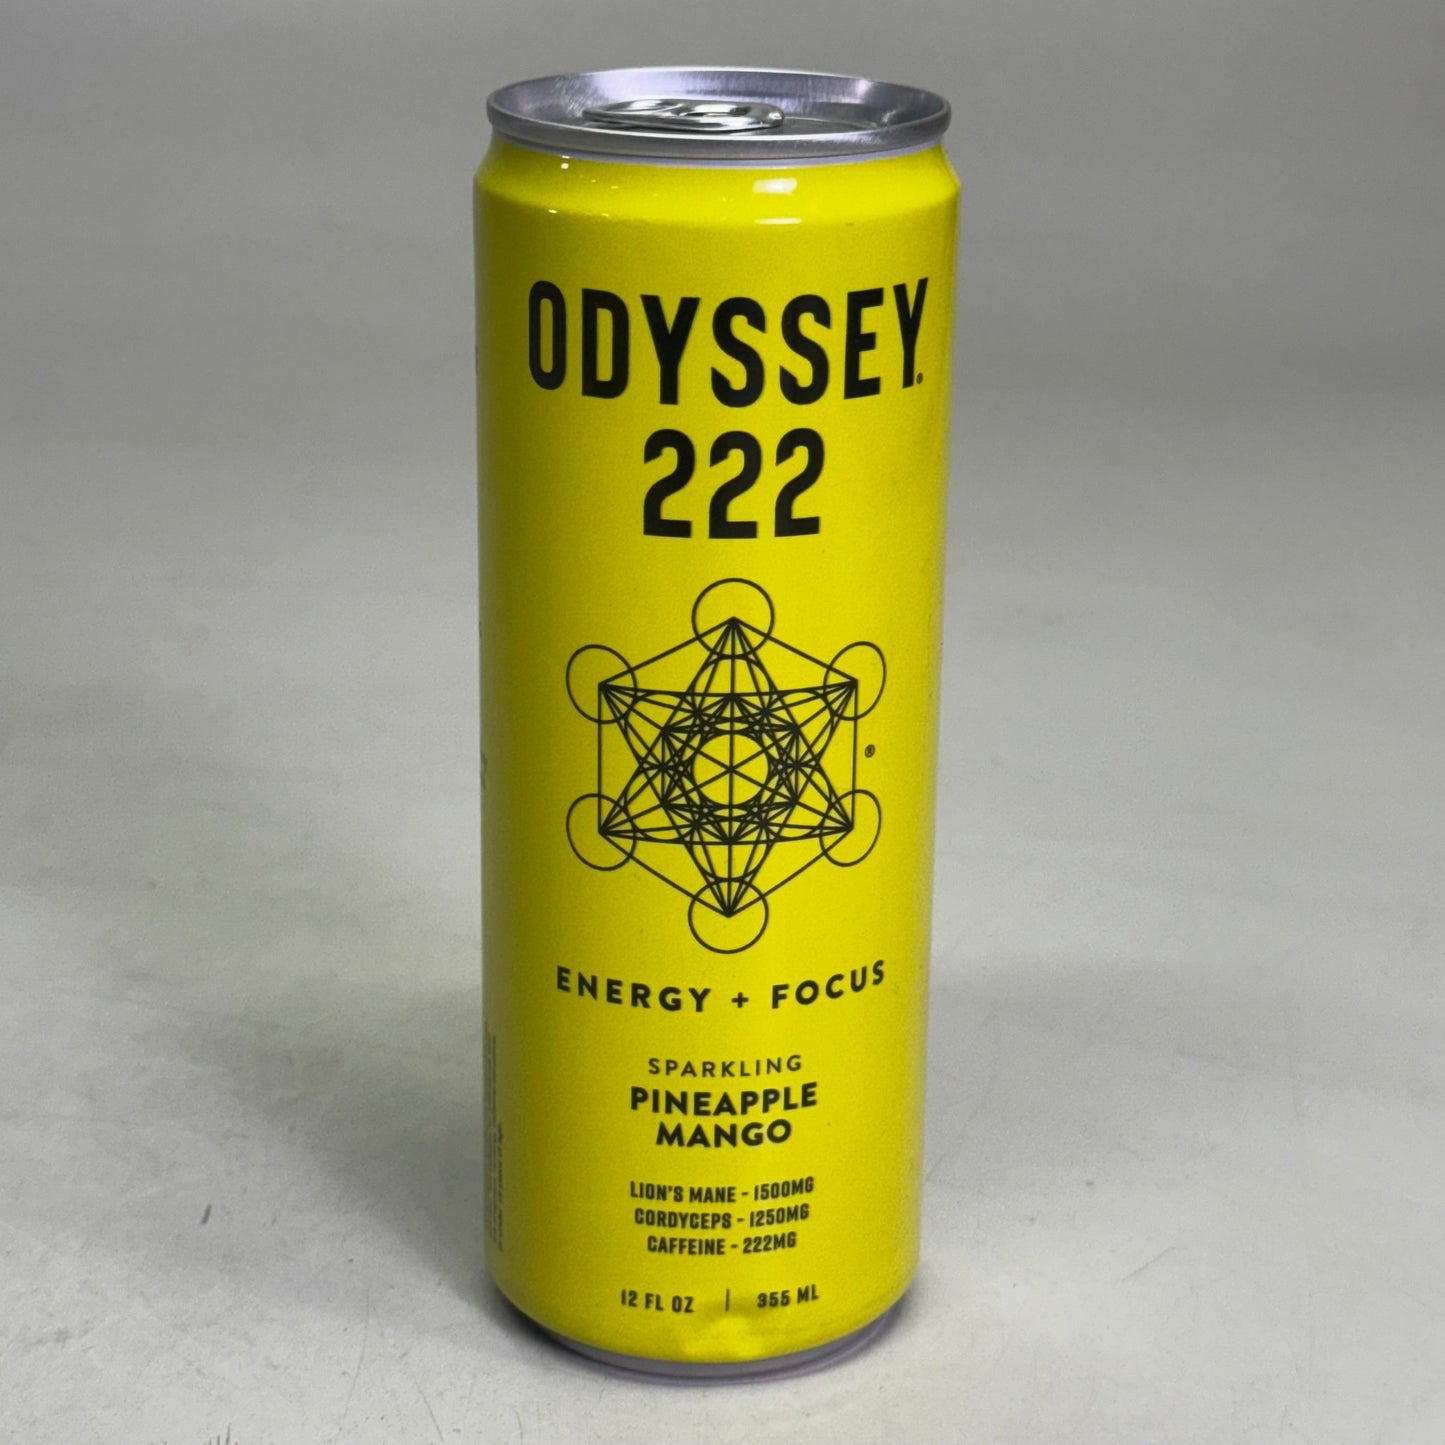 ODYSSEY®
222
®
ENERGY + FOCUS
SPARKLING
PINEAPPLE
MANGO
LION'S MANE - 1500MG
CORDYCEPS - 1250MG
CAFFEINE - 222MG
12 FL OZ | 355 ML